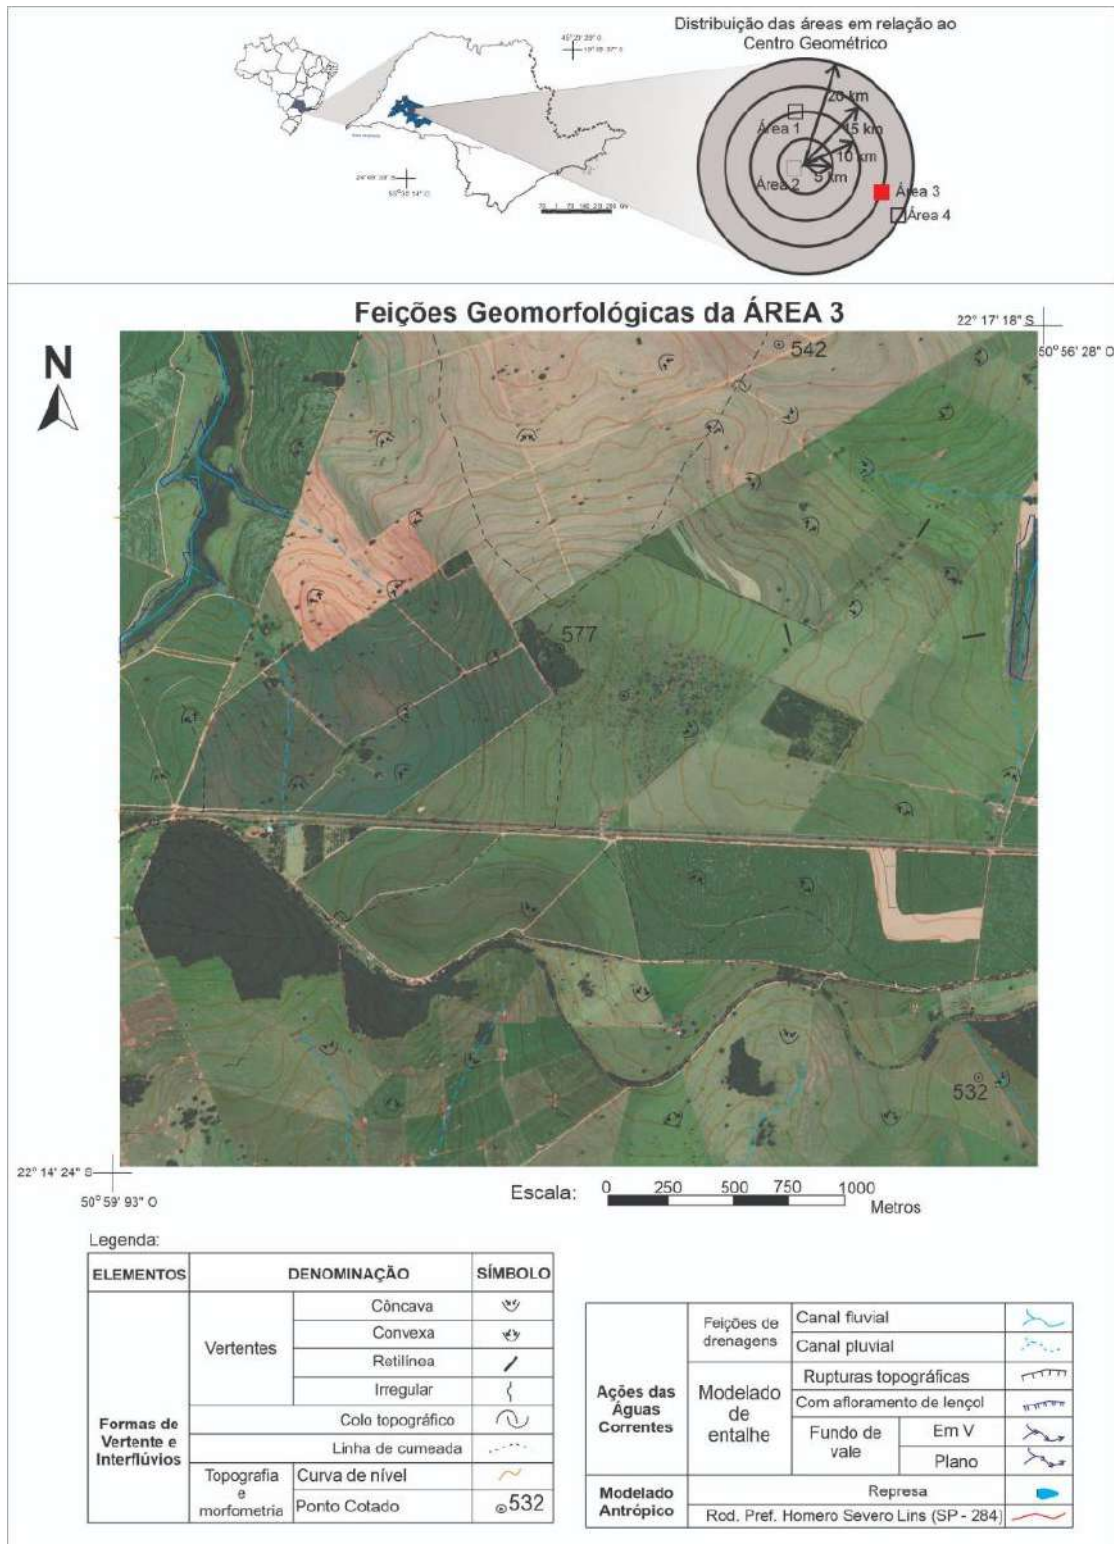 Distribuição das áreas em relação ao
Centro Geométrico
20 km
Área 1
15 km
10 km
Área 2
5 km
Área 3
Área 4
Feições Geomorfológicas da ÁREA 3
22° 17' 18" S
50° 56' 28" O
N
542
577
532
22° 14' 24" S
50° 59' 93" O
Escala:
0 250 500 750 1000
Metros
Legenda:
ELEMENTOS DENOMINAÇÃO SÍMBOLO
Formas de
Vertente e
Interflúvios
Vertentes
Côncava
Convexa
Retilínea
Irregular
Colo topográfico
Linha de cumeada
Topografia
e
morfometria
Curva de nível
Ponto Cotado
532
Ações das
Águas
Correntes
Feições de
drenagens
Canal fluvial
Canal pluvial
Modelado
de
entalhe
Rupturas topográficas
Com afloramento de lençol
Fundo de
vale
Em V
Plano
Modelado
Antrópico
Represa
Rod. Pref. Homero Severo Lins (SP - 284)